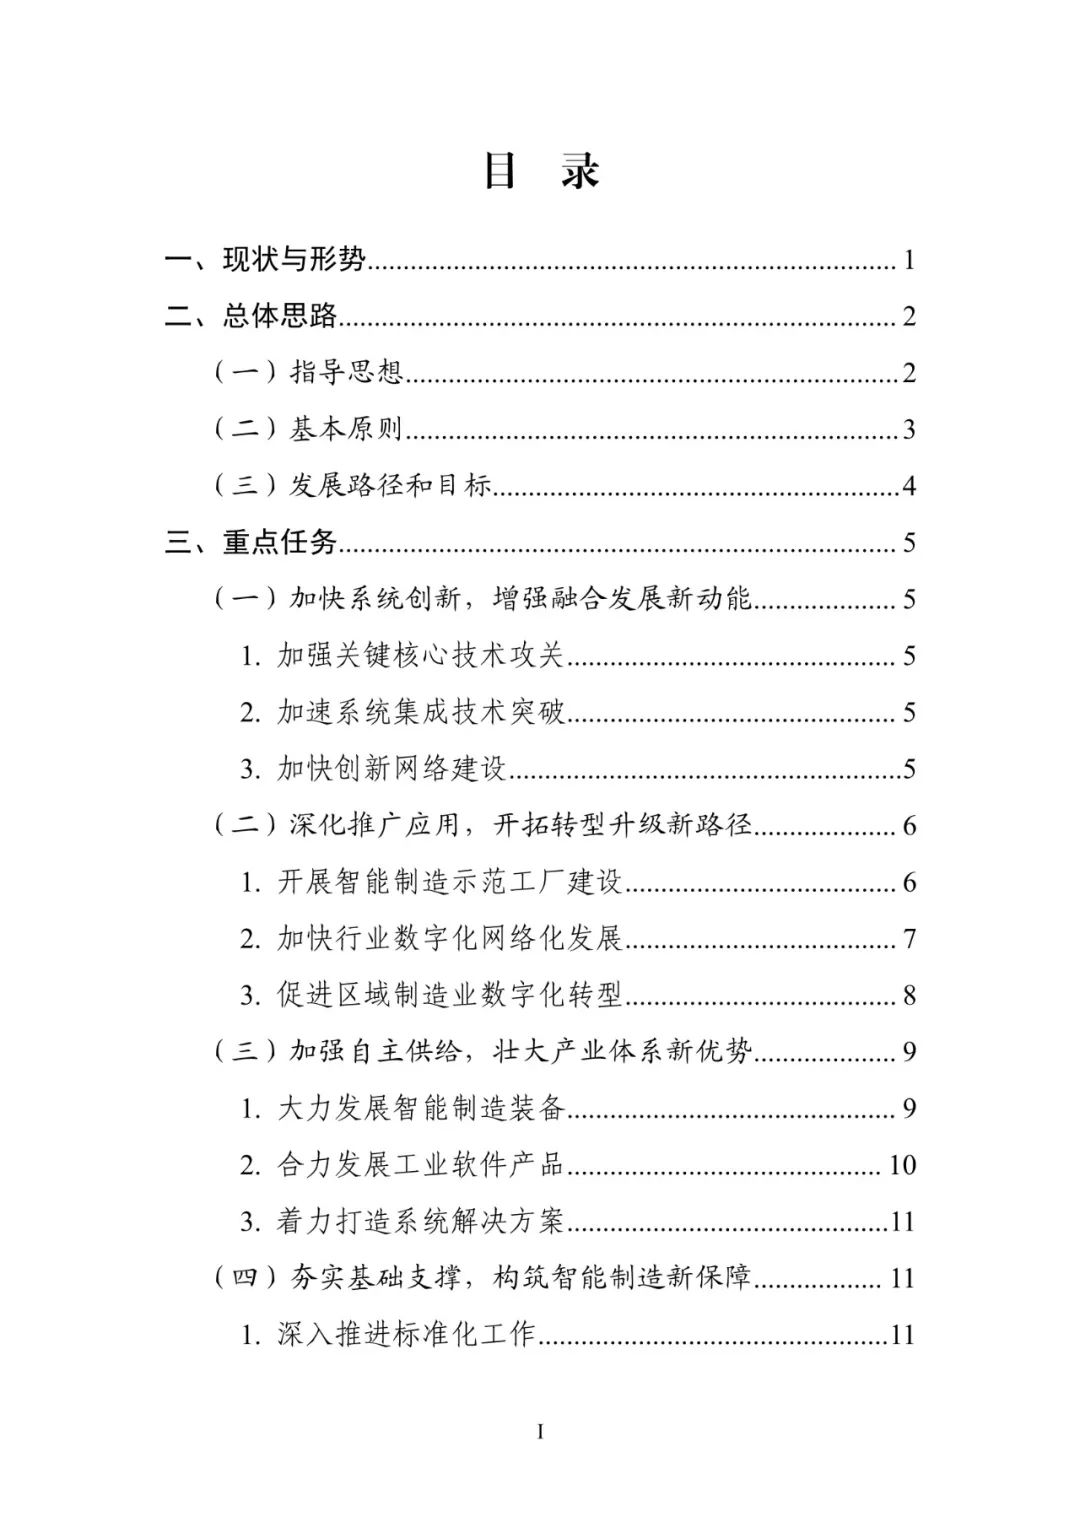 目 录
一、现状与形势 1
二、总体思路 2
（一）指导思想 2
（二）基本原则 3
（三）发展路径和目标 4
三、重点任务 5
（一）加快系统创新，增强融合发展新动能 5
1. 加强关键核心技术攻关 5
2. 加速系统集成技术突破 5
3. 加快创新网络建设 5
（二）深化推广应用，开拓转型升级新路径 6
1. 开展智能制造示范工厂建设 6
2. 加快行业数字化网络化发展 7
3. 促进区域制造业数字化转型 8
（三）加强自主供给，壮大产业体系新优势 9
1. 大力发展智能制造装备 9
2. 合力发展工业软件产品 10
3. 着力打造系统解决方案 11
（四）夯实基础支撑，构筑智能制造新保障 11
1. 深入推进标准化工作 11
I